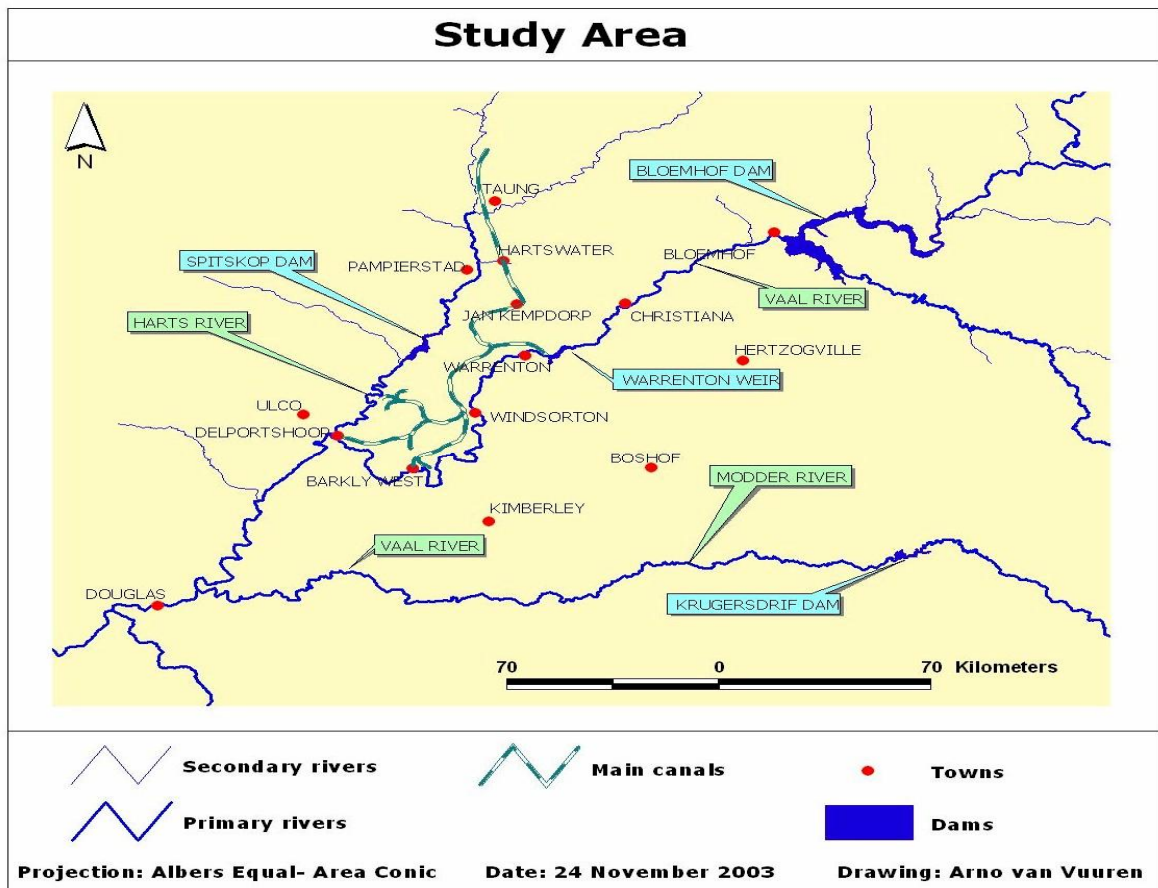 Study Area
N
TAUNG
BLOEMHOF DAM
HARTSWATER
SPITSKOP DAM
PAMPIERSTAD
BLOEMHOF
VAAL RIVER
HARTS RIVER
JAN KEMPDORP
CHRISTIANA
HERTZOGVILLE
WARRENTON
WARRENTON WEIR
ULCO
WINDSORTON
DELPORTSHOOP
BOSHOF
BARKLY WEST
MODDER RIVER
KIMBERLEY
VAAL RIVER
DOUGLAS
KRUGERSDRIF DAM
70 0 70 Kilometers
Secondary rivers Main canals Towns
Primary rivers Dams
Projection: Albers Equal- Area Conic Date: 24 November 2003 Drawing: Arno van Vuuren